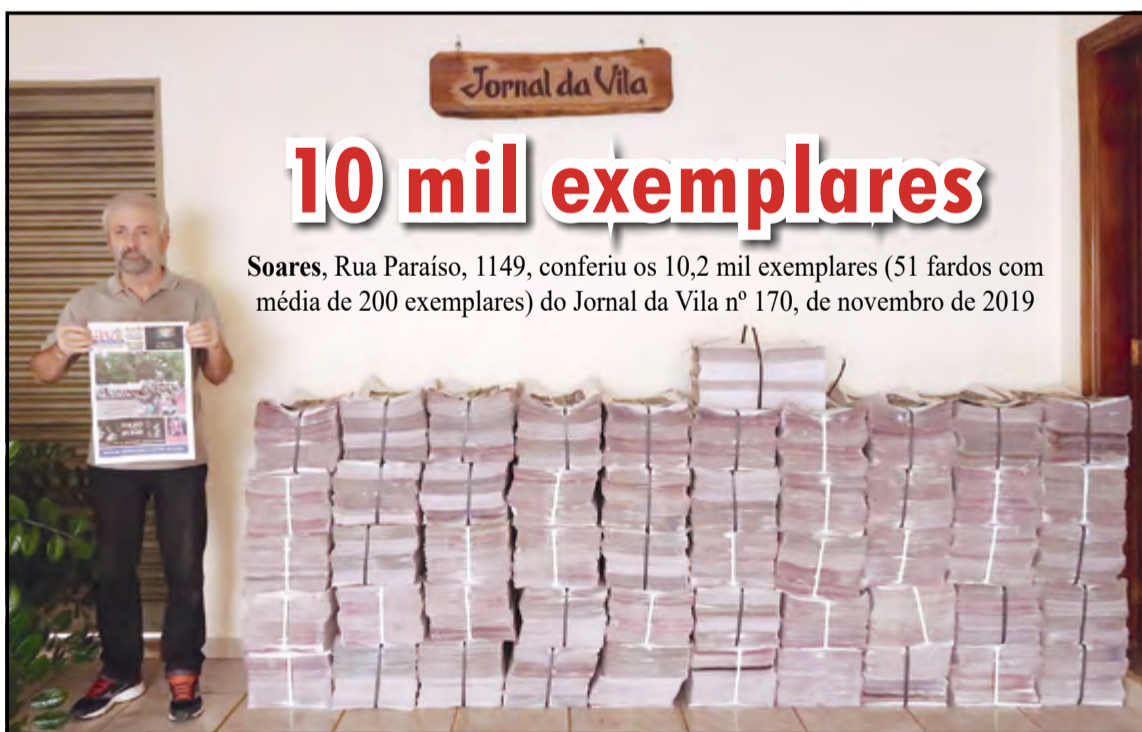 Jornal da Vila
10 mil exemplares
Soares, Rua Paraíso, 1149, conferiu os 10,2 mil exemplares (51 fardos com
média de 200 exemplares) do Jornal da Vila nº 170, de novembro de 2019